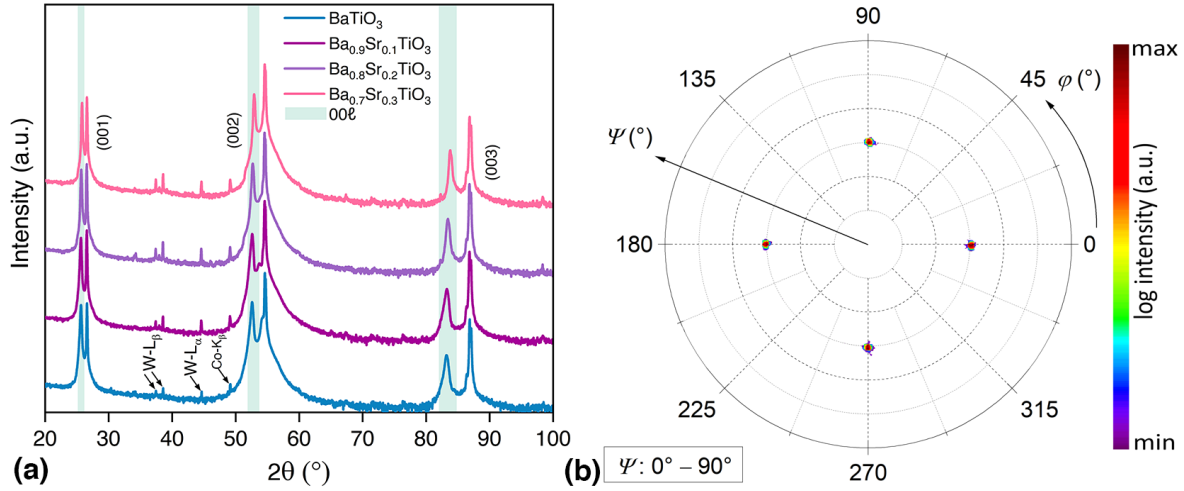 BaTiO₃
Ba₀.₉Sr₀.₁TiO₃
Ba₀.₈Sr₀.₂TiO₃
Ba₀.₇Sr₀.₃TiO₃
00ℓ
(001)
(002)
(003)
W-Lβ
W-Lα
Co-Kβ
Intensity (a.u.)
20 30 40 50 60 70 80 90 100
2θ (°)
(a)
90
135
45
φ (°)
Ψ (°)
180
0
225
315
270
(b)
Ψ: 0° – 90°
max
log intensity (a.u.)
min